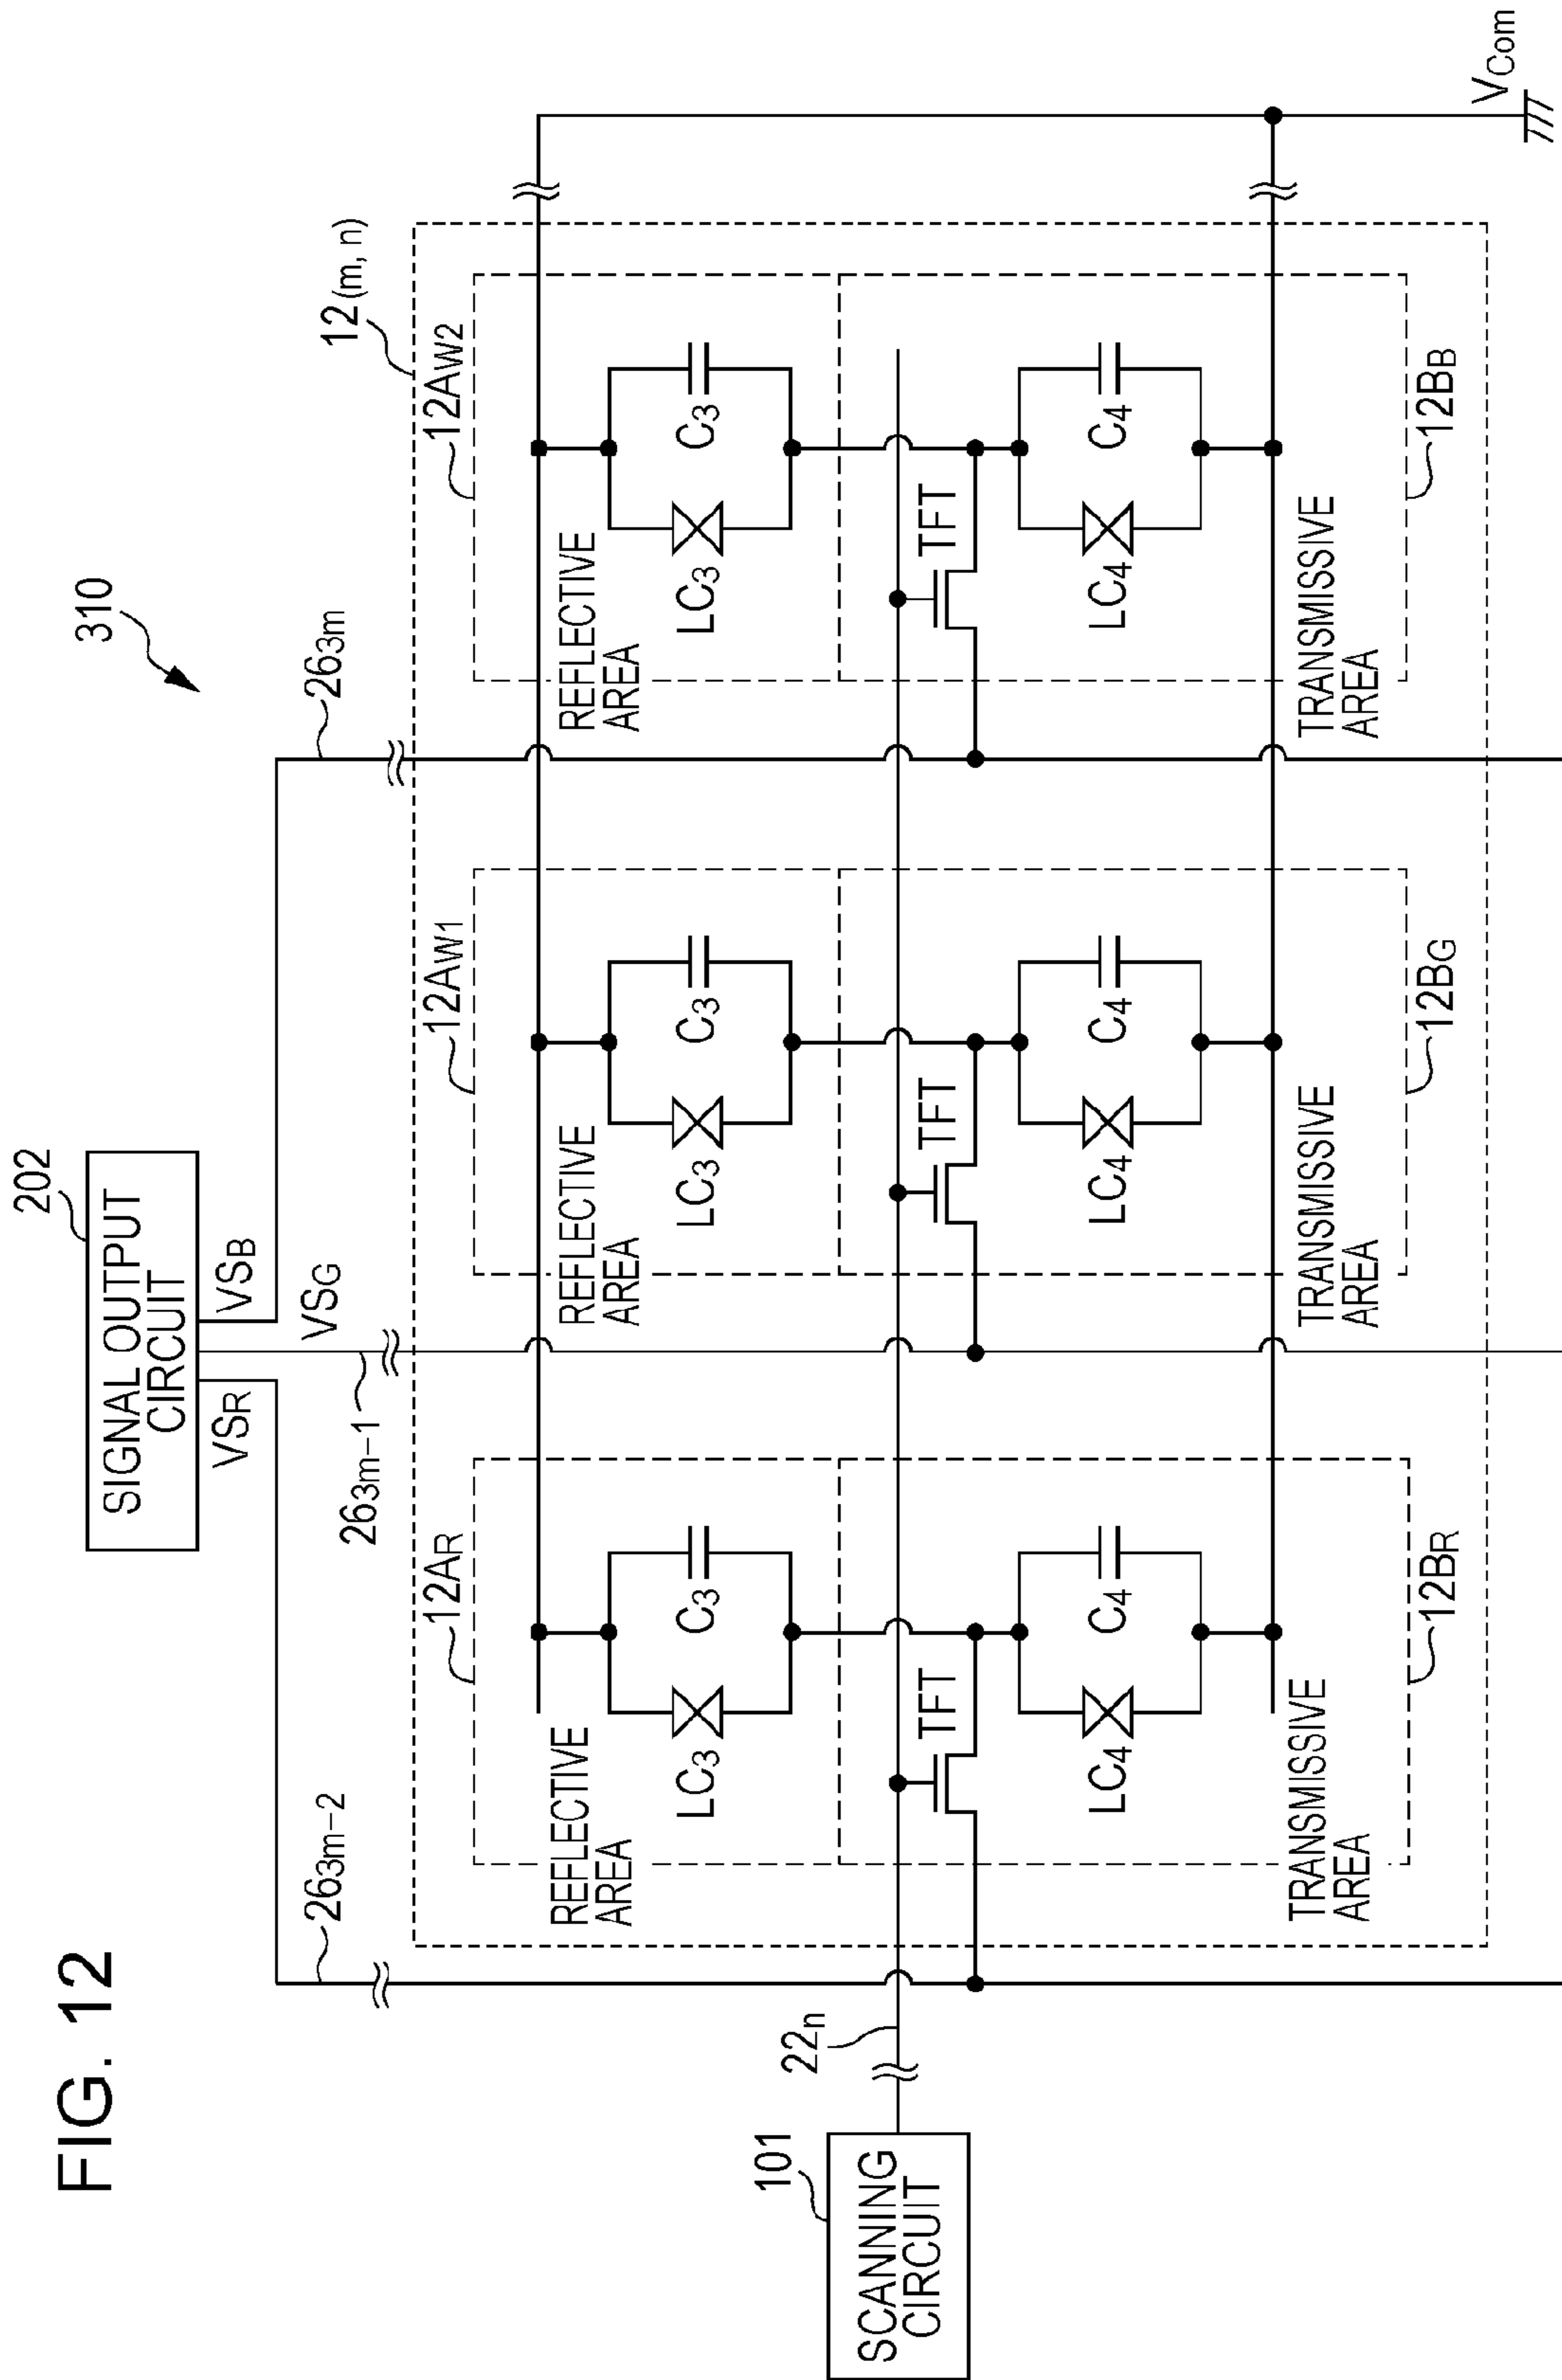 FIG. 12
310
202
SIGNAL OUTPUT
CIRCUIT
VSR
VSG
VSB
263m−2
263m−1
263m
12(m, n)
12AR
12AW1
12AW2
REFLECTIVE
AREA
LC3
C3
REFLECTIVE
AREA
LC3
C3
REFLECTIVE
AREA
LC3
C3
101
SCANNING
CIRCUIT
22n
TFT
TFT
TFT
LC4
C4
LC4
C4
LC4
C4
TRANSMISSIVE
AREA
TRANSMISSIVE
AREA
TRANSMISSIVE
AREA
12BR
12BG
12BB
VCom